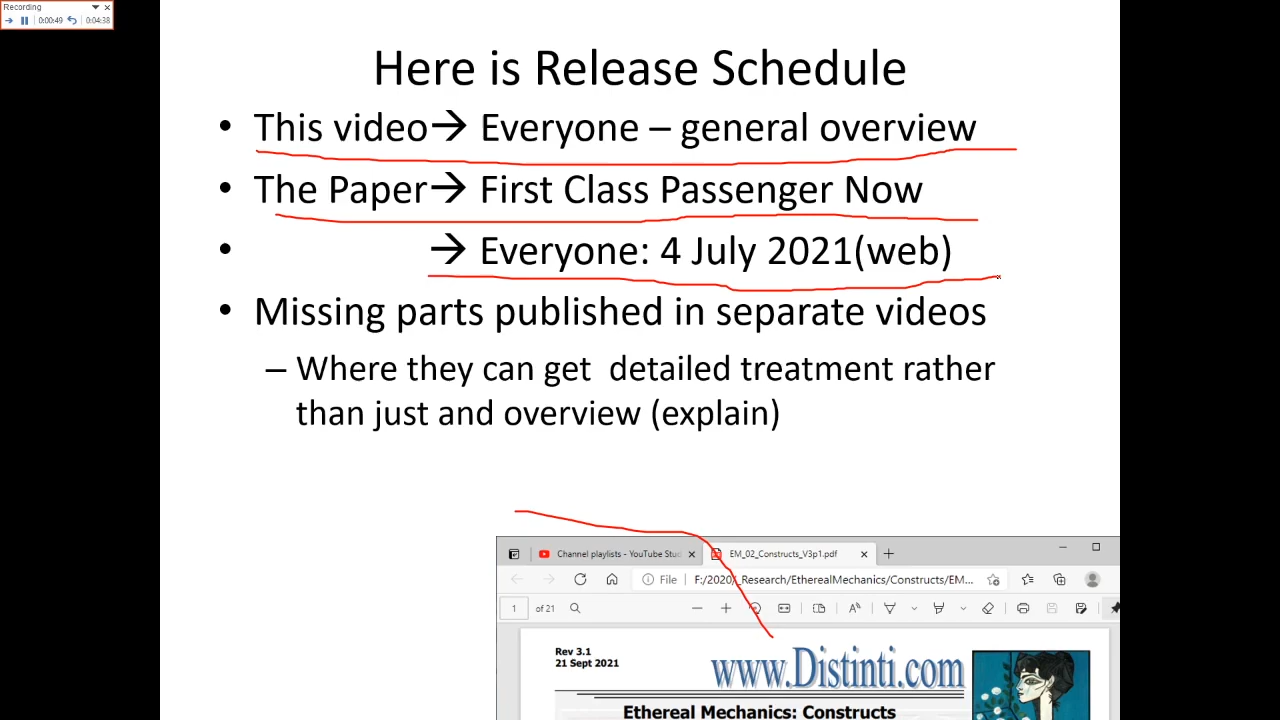 Recording
0:00:49 0:04:38
Here is Release Schedule
• This video→ Everyone – general overview
• The Paper→ First Class Passenger Now
• → Everyone: 4 July 2021(web)
• Missing parts published in separate videos
– Where they can get detailed treatment rather
than just and overview (explain)
Channel playlists - YouTube Stud EM_02_Constructs_V3p1.pdf
File F:/2020/_Research/EtherealMechanics/Constructs/EM...
1 of 21
Rev 3.1
21 Sept 2021
www.Distinti.com
Ethereal Mechanics: Constructs